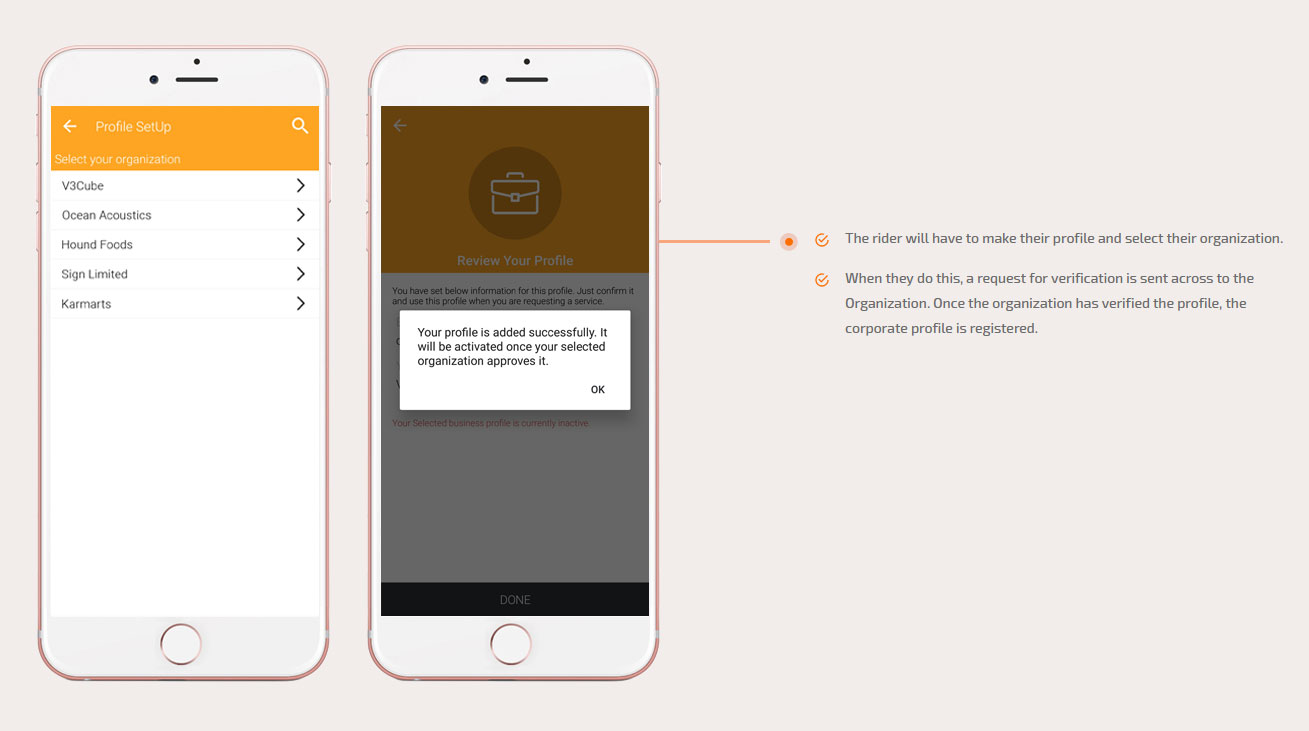 Profile SetUp
Select your organization
V3Cube
Ocean Acoustics
Hound Foods
Sign Limited
Karmarts
Review Your Profile
You have set below information for this profile. Just confirm it
and use this profile when you are requesting a service.
Your profile is added successfully. It
will be activated once your selected
organization approves it.
OK
Your Selected business profile is currently inactive.
DONE
The rider will have to make their profile and select their organization.
When they do this, a request for verification is sent across to the
Organization. Once the organization has verified the profile, the
corporate profile is registered.